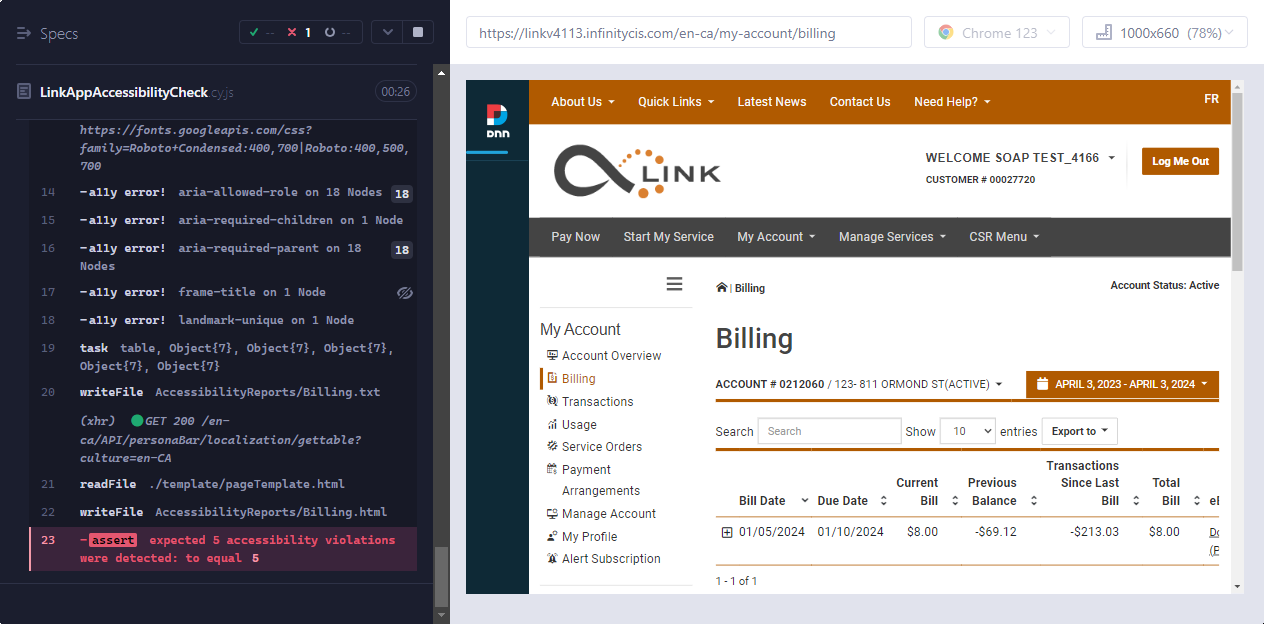 Specs
-- 1 --
LinkAppAccessibilityCheck.cy.js 00:26
https://fonts.googleapis.com/css?
family=Roboto+Condensed:400,700|Roboto:400,500,
700
14 -a11y error! aria-allowed-role on 18 Nodes 18
15 -a11y error! aria-required-children on 1 Node
16 -a11y error! aria-required-parent on 18 18
Nodes
17 -a11y error! frame-title on 1 Node
18 -a11y error! landmark-unique on 1 Node
19 task table, Object{7}, Object{7}, Object{7},
Object{7}, Object{7}
20 writeFile AccessibilityReports/Billing.txt
(xhr) GET 200 /en-
ca/API/personaBar/localization/gettable?
culture=en-CA
21 readFile ./template/pageTemplate.html
22 writeFile AccessibilityReports/Billing.html
23 -assert expected 5 accessibility violations
were detected: to equal 5
https://linkv4113.infinitycis.com/en-ca/my-account/billing
Chrome 123
1000x660 (78%)
DNN
About Us Quick Links Latest News Contact Us Need Help? FR
LINK
WELCOME SOAP TEST_4166
CUSTOMER # 00027720
Log Me Out
Pay Now Start My Service My Account Manage Services CSR Menu
| Billing
Account Status: Active
My Account
Account Overview
Billing
Transactions
Usage
Service Orders
Payment
Arrangements
Manage Account
My Profile
Alert Subscription
Billing
ACCOUNT # 0212060 / 123- 811 ORMOND ST(ACTIVE)
APRIL 3, 2023 - APRIL 3, 2024
Search Search Show 10 entries Export to
Bill Date Due Date Current Bill Previous Balance Transactions Since Last Bill Total Bill
01/05/2024 01/10/2024 $8.00 -$69.12 -$213.03 $8.00
1 - 1 of 1